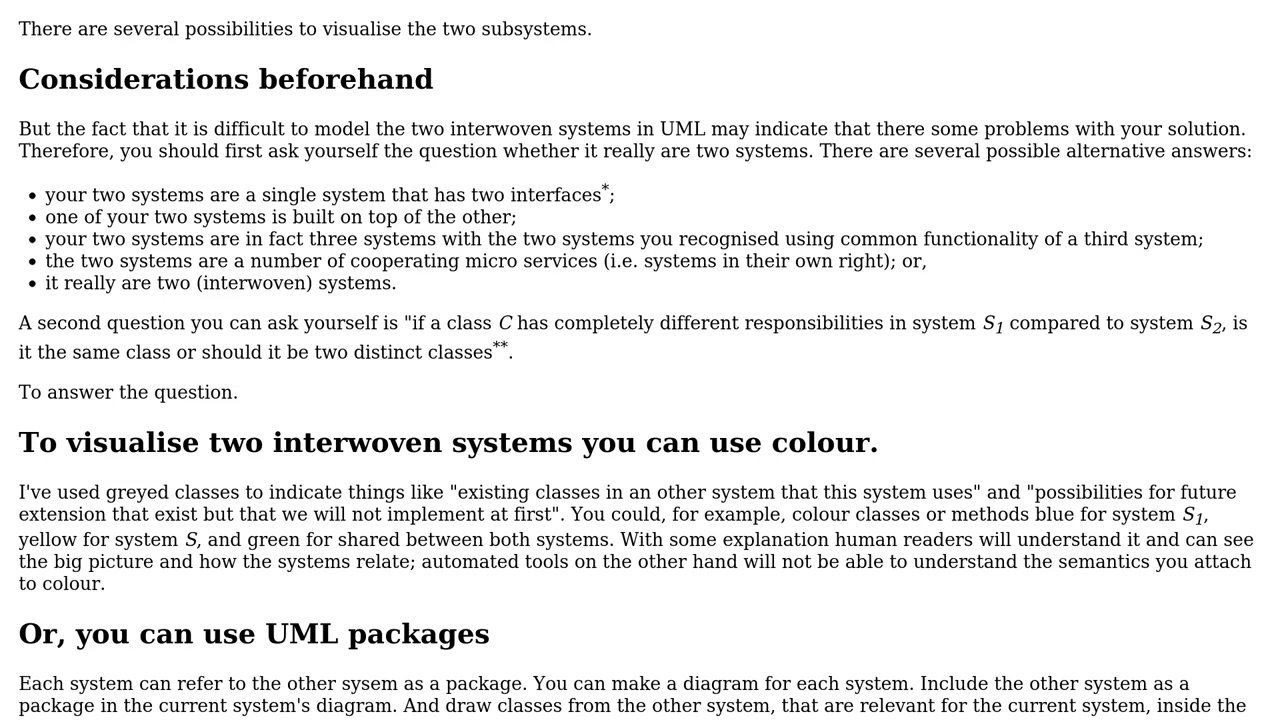 There are several possibilities to visualise the two subsystems.
Considerations beforehand
But the fact that it is difficult to model the two interwoven systems in UML may indicate that there some problems with your solution.
Therefore, you should first ask yourself the question whether it really are two systems. There are several possible alternative answers:
• your two systems are a single system that has two interfaces*;
• one of your two systems is built on top of the other;
• your two systems are in fact three systems with the two systems you recognised using common functionality of a third system;
• the two systems are a number of cooperating micro services (i.e. systems in their own right); or,
• it really are two (interwoven) systems.
A second question you can ask yourself is "if a class C has completely different responsibilities in system S1 compared to system S2, is
it the same class or should it be two distinct classes**.
To answer the question.
To visualise two interwoven systems you can use colour.
I've used greyed classes to indicate things like "existing classes in an other system that this system uses" and "possibilities for future
extension that exist but that we will not implement at first". You could, for example, colour classes or methods blue for system S1,
yellow for system S, and green for shared between both systems. With some explanation human readers will understand it and can see
the big picture and how the systems relate; automated tools on the other hand will not be able to understand the semantics you attach
to colour.
Or, you can use UML packages
Each system can refer to the other sysem as a package. You can make a diagram for each system. Include the other system as a
package in the current system's diagram. And draw classes from the other system, that are relevant for the current system, inside the